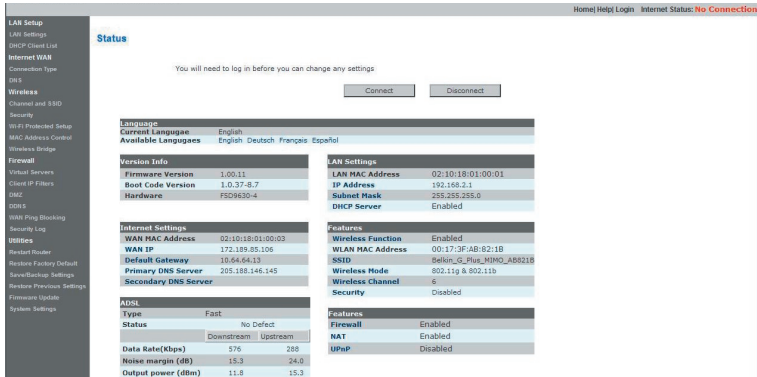 Home| Help| Login Internet Status: No Connection
LAN Setup
LAN Settings
DHCP Client List
Internet WAN
Connection Type
DNS
Wireless
Channel and SSID
Security
Wi-Fi Protected Setup
MAC Address Control
Wireless Bridge
Firewall
Virtual Servers
Client IP Filters
DMZ
DDNS
WAN Ping Blocking
Security Log
Utilities
Restart Router
Restore Factory Default
Save/Backup Settings
Restore Previous Settings
Firmware Update
System Settings
Status
You will need to log in before you can change any settings
Connect Disconnect
Language
Current Langugae English
Available Langugaes English Deutsch Français Español
Version Info
Firmware Version 1.00.11
Boot Code Version 1.0.37-8.7
Hardware FSD9630-4
LAN Settings
LAN MAC Address 02:10:18:01:00:01
IP Address 192.168.2.1
Subnet Mask 255.255.255.0
DHCP Server Enabled
Internet Settings
WAN MAC Address 02:10:18:01:00:03
WAN IP 172.189.85.106
Default Gateway 10.64.64.13
Primary DNS Server 205.188.146.145
Secondary DNS Server
Features
Wireless Function Enabled
WLAN MAC Address 00:17:3F:AB:82:1B
SSID Belkin_G_Plus_MIMO_AB821B
Wireless Mode 802.11g & 802.11b
Wireless Channel 6
Security Disabled
ADSL
Type Fast
Status No Defect
Downstream Upstream
Data Rate(Kbps) 576 288
Noise margin (dB) 15.3 24.0
Output power (dBm) 11.8 15.3
Features
Firewall Enabled
NAT Enabled
UPnP Disabled